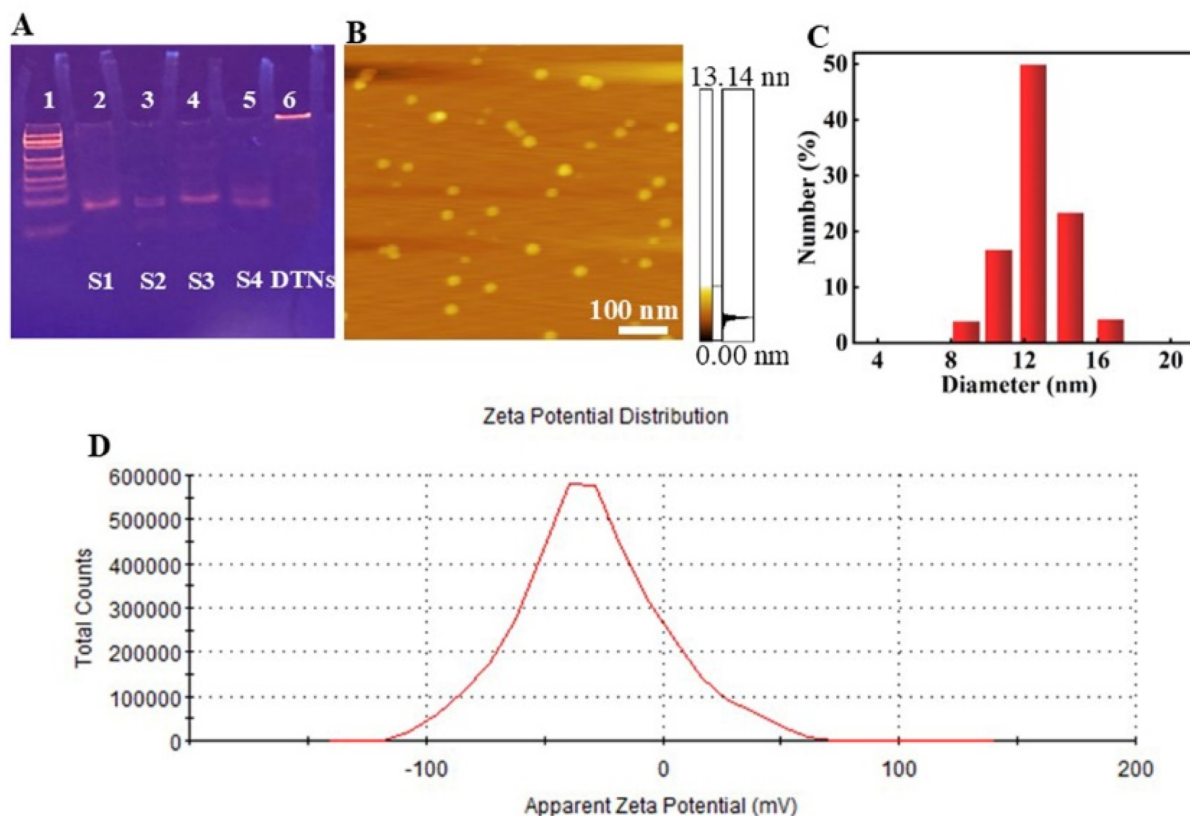 A
1 2 3 4 5 6
S1 S2 S3 S4 DTNs
B
100 nm
13.14 nm
0.00 nm
C
50
40
30
20
10
0
4 8 12 16 20
Number (%)
Diameter (nm)
Zeta Potential Distribution
D
600000
500000
400000
300000
200000
100000
0
-100 0 100 200
Total Counts
Apparent Zeta Potential (mV)